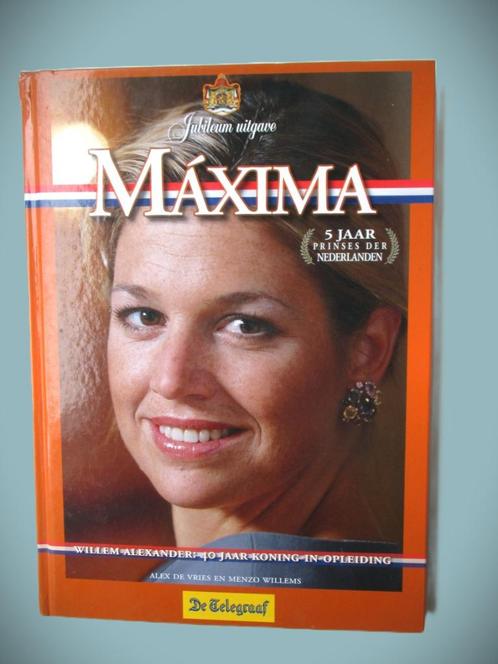 Jubileum uitgave
MÁXIMA
5 JAAR
PRINSES DER
NEDERLANDEN
WILLEM ALEXANDER: 40 JAAR KONING-IN-OPLEIDING
ALEX DE VRIES EN MENZO WILLEMS
De Telegraaf